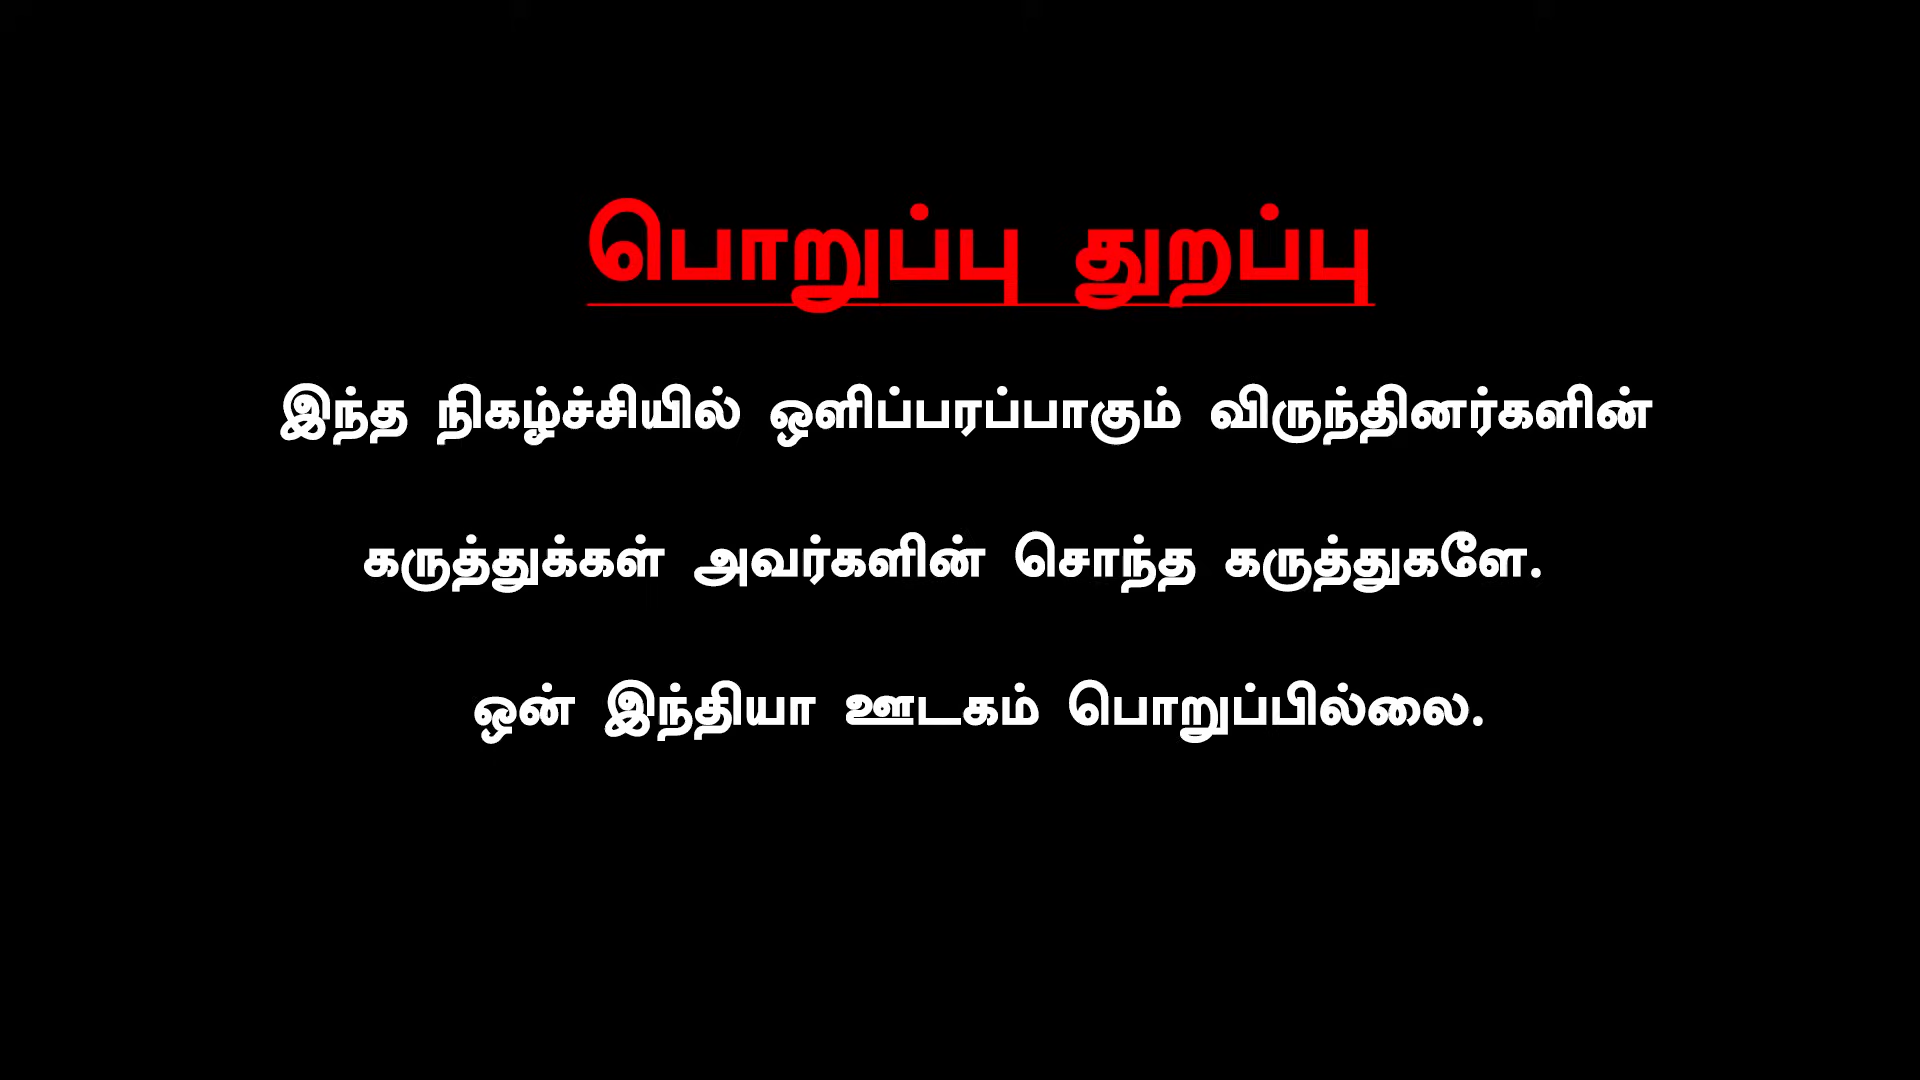 பொறுப்பு துறப்பு
இந்த நிகழ்ச்சியில் ஒளிப்பரப்பாகும் விருந்தினர்களின்
கருத்துக்கள் அவர்களின் சொந்த கருத்துகளே.
ஒன் இந்தியா ஊடகம் பொறுப்பில்லை.